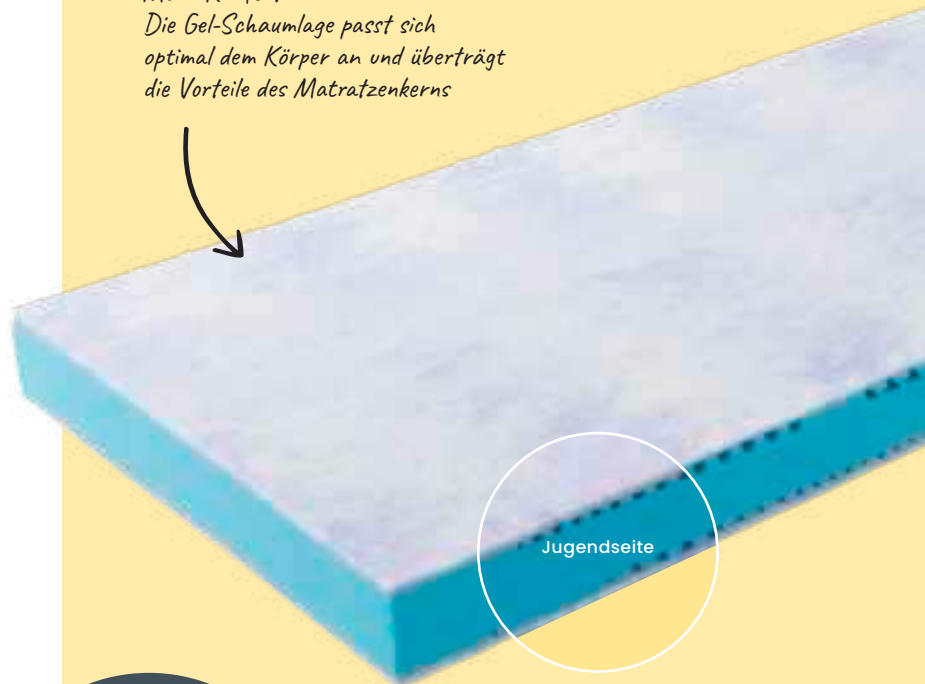 Die Gel-Schaumlage passt sich
optimal dem Körper an und überträgt
die Vorteile des Matratzenkerns
Jugendseite